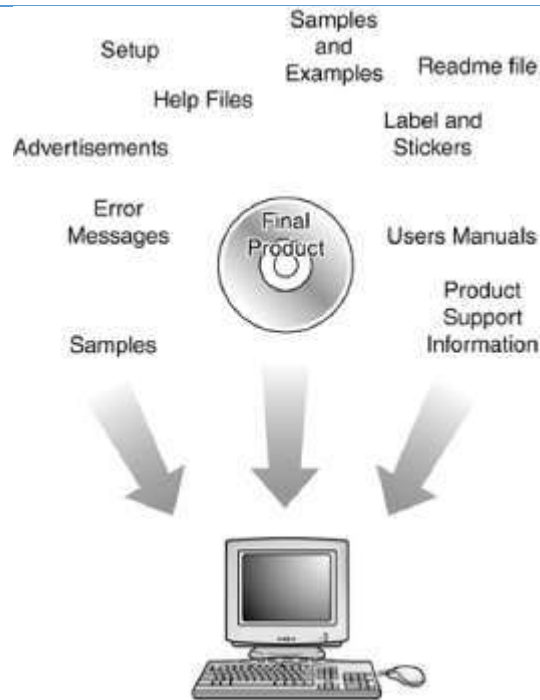 Samples
and
Examples
Setup
Readme file
Help Files
Label and
Stickers
Advertisements
Error
Messages
Final
Product
Users Manuals
Product
Support
Information
Samples